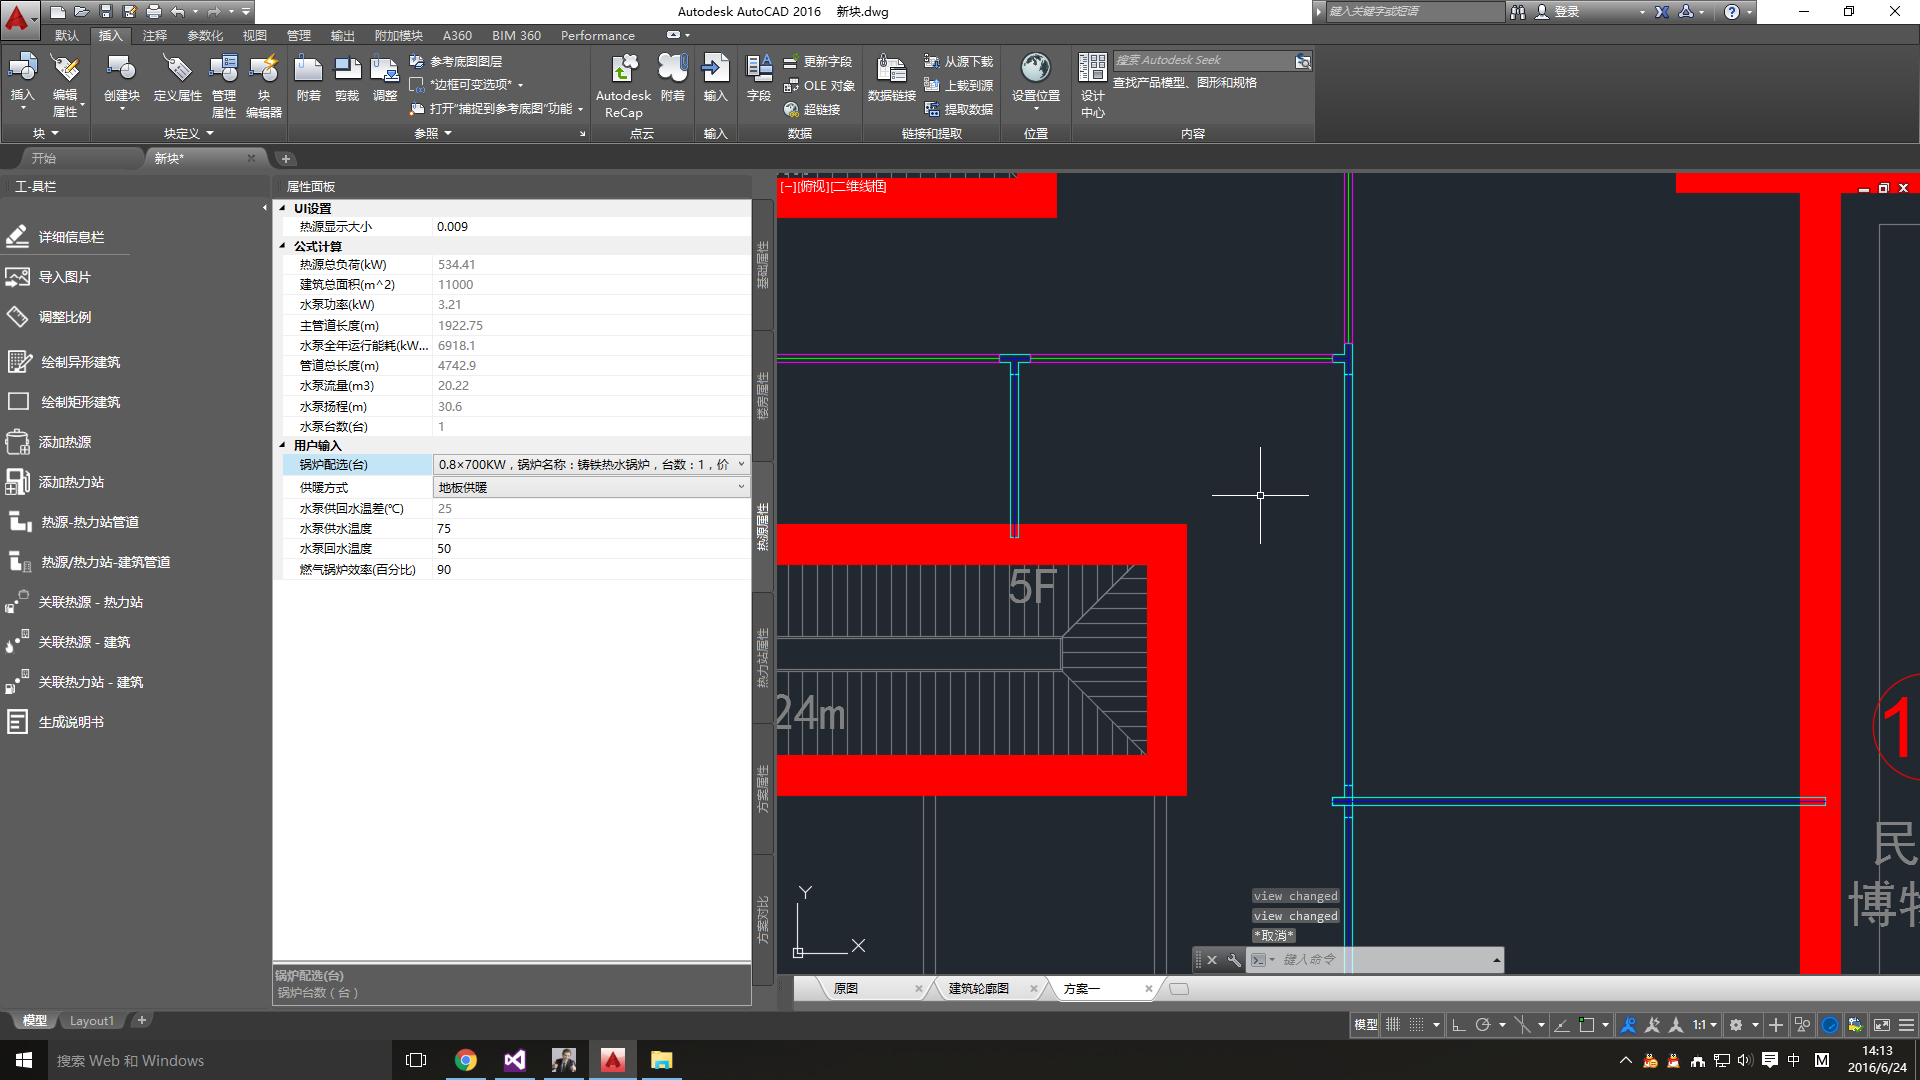 Autodesk AutoCAD 2016 新块.dwg
键入关键字或短语
登录
默认 插入 注释 参数化 视图 管理 输出 附加模块 A360 BIM 360 Performance
插入
编辑属性
创建块
定义属性
管理属性
块编辑器
附着
剪裁
调整
参考底图图层
*边框可变选项*
打开"捕捉到参考底图"功能
Autodesk ReCap
附着
输入
字段
更新字段
OLE 对象
超链接
数据链接
从源下载
上载到源
提取数据
设置位置
设计中心
搜索 Autodesk Seek
查找产品模型、图形和规格
块 块定义 参照 点云 输入 数据 链接和提取 位置 内容
开始 新块*
工具栏
详细信息栏
导入图片
调整比例
绘制异形建筑
绘制矩形建筑
添加热源
添加热力站
热源-热力站管道
热源/热力站-建筑管道
关联热源 - 热力站
关联热源 - 建筑
关联热力站 - 建筑
生成说明书
属性面板
UI设置
热源显示大小 0.009
公式计算
热源总负荷(kW) 534.41
建筑总面积(m^2) 11000
水泵功率(kW) 3.21
主管道长度(m) 1922.75
水泵全年运行能耗(kW... 6918.1
管道总长度(m) 4742.9
水泵流量(m3) 20.22
水泵扬程(m) 30.6
水泵台数(台) 1
用户输入
锅炉配选(台) 0.8×700KW，锅炉名称：铸铁热水锅炉，台数：1，价
供暖方式 地板供暖
水泵供回水温差(℃) 25
水泵供水温度 75
水泵回水温度 50
燃气锅炉效率(百分比) 90
锅炉配选(台)
锅炉台数（台）
基础属性
楼房属性
热源属性
热力站属性
方案属性
方案对比
[−][俯视][二维线框]
5F
24m
1
民
Y
X
view changed
view changed
*取消*
键入命令
原图 建筑轮廓图 方案一
模型 Layout1
模型 1:1
搜索 Web 和 Windows
中 M
14:13
2016/6/24